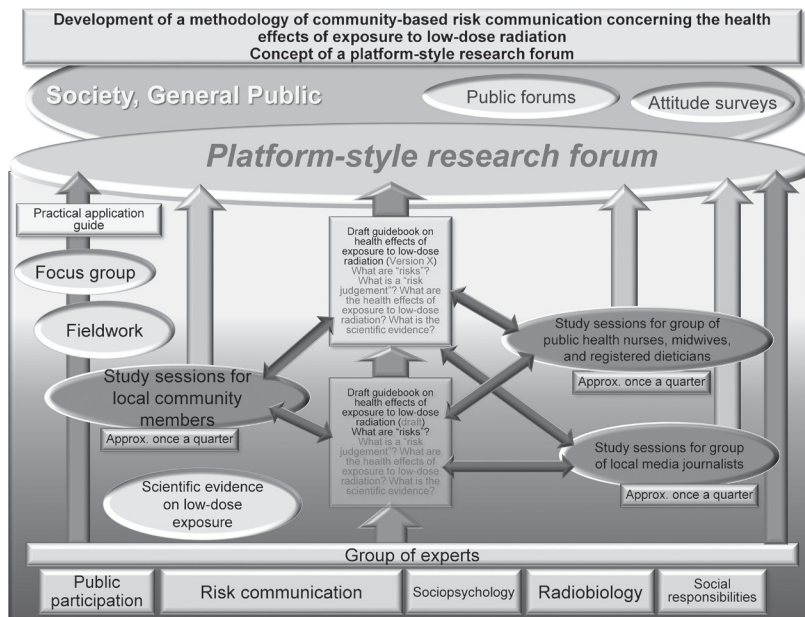 Development of a methodology of community-based risk communication concerning the health
effects of exposure to low-dose radiation
Concept of a platform-style research forum
Society, General Public
Public forums
Attitude surveys
Platform-style research forum
Practical application
guide
Focus group
Fieldwork
Study sessions for
local community
members
Approx. once a quarter
Scientific evidence
on low-dose
exposure
Draft guidebook on
health effects of
exposure to low-dose
radiation (Version X)
What are “risks”?
What is a “risk
judgement”? What are
the health effects of
exposure to low-dose
radiation? What is the
scientific evidence?
Draft guidebook on
health effects of
exposure to low-dose
radiation (draft)
What are “risks”?
What is a “risk
judgement”? What are
the health effects of
exposure to low-dose
radiation? What is the
scientific evidence?
Study sessions for group of
public health nurses, midwives,
and registered dieticians
Approx. once a quarter
Study sessions for group
of local media journalists
Approx. once a quarter
Group of experts
Public
participation
Risk communication
Sociopsychology
Radiobiology
Social
responsibilities